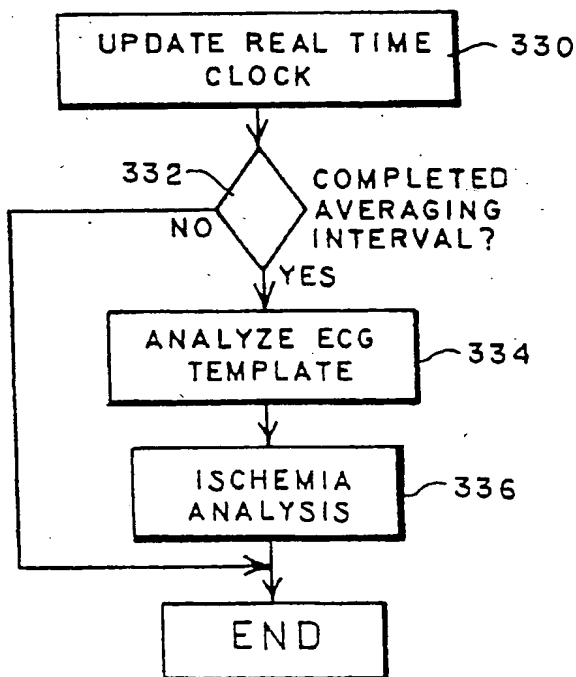 UPDATE REAL TIME
CLOCK
330
332
COMPLETED
AVERAGING
INTERVAL?
NO
YES
ANALYZE ECG
TEMPLATE
334
ISCHEMIA
ANALYSIS
336
END